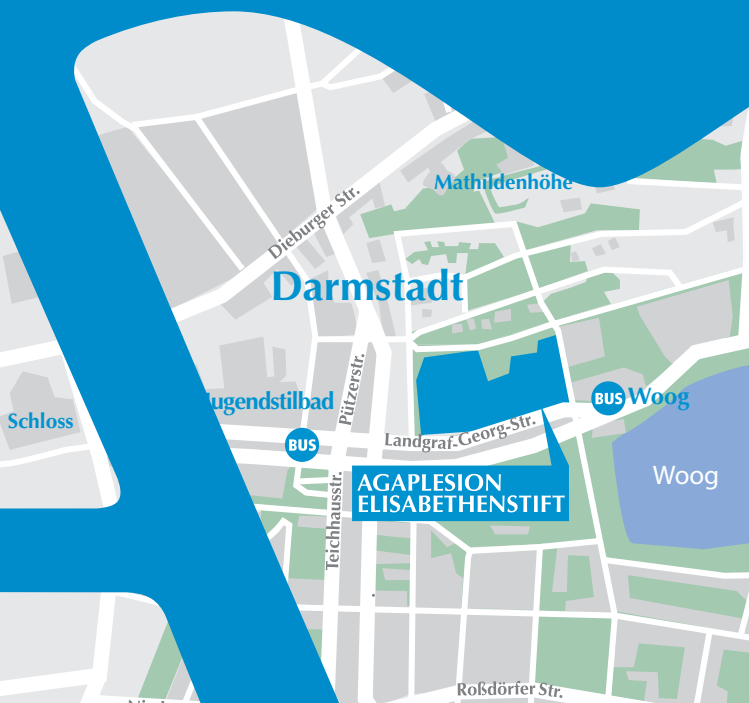 Mathildenhöhe
Dieburger Str.
Darmstadt
Pützerstr.
Jugendstilbad
BUS
Woog
Schloss
Landgraf-Georg-Str.
BUS
Woog
AGAPLESION
ELISABETHENSTIFT
Teichhausstr.
Roßdörfer Str.